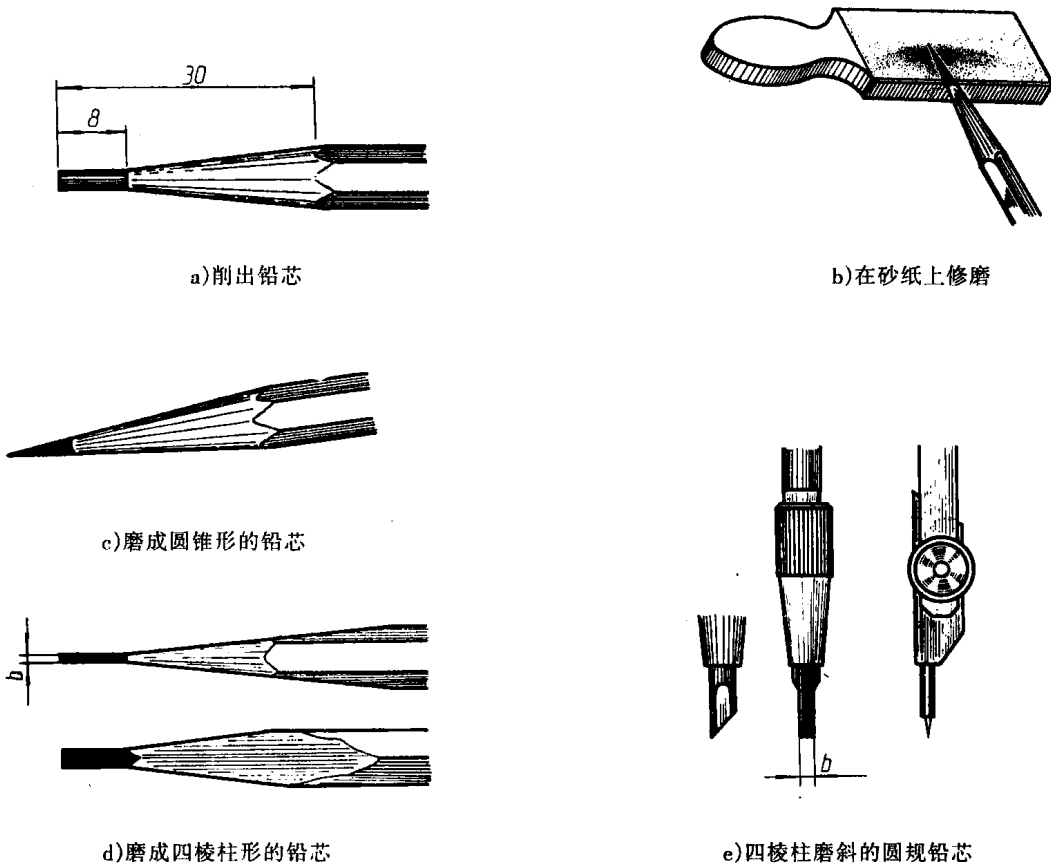 30
8
a)削出铅芯
b)在砂纸上修磨
c)磨成圆锥形的铅芯
b
d)磨成四棱柱形的铅芯
b
e)四棱柱磨斜的圆规铅芯